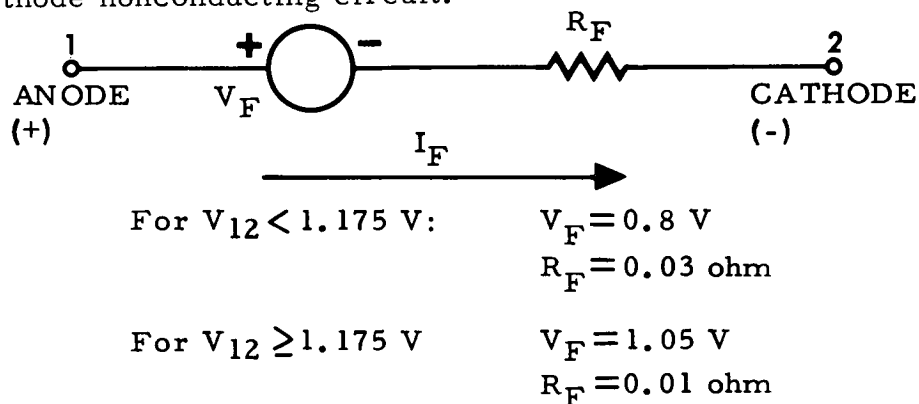 thode nonconducting circuit.
R_F
1 + - 2
ANODE V_F CATHODE
(+) (-)
I_F
For V_12 < 1.175 V: V_F = 0.8 V
R_F = 0.03 ohm
For V_12 ≥ 1.175 V V_F = 1.05 V
R_F = 0.01 ohm